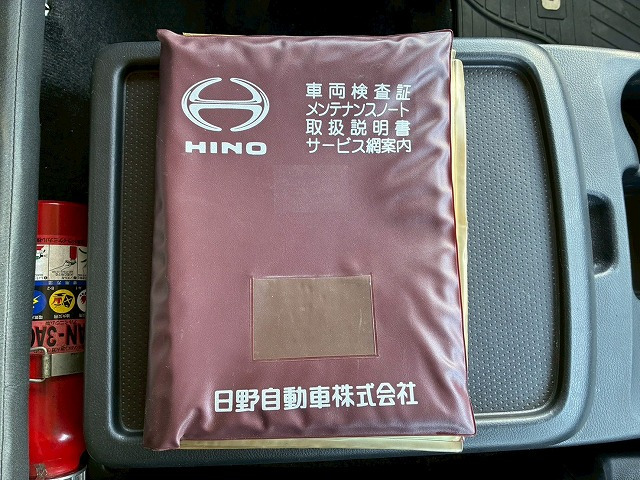 HINO
車両検査証
メンテナンスノート
取扱説明書
サービス網案内
日野自動車株式会社